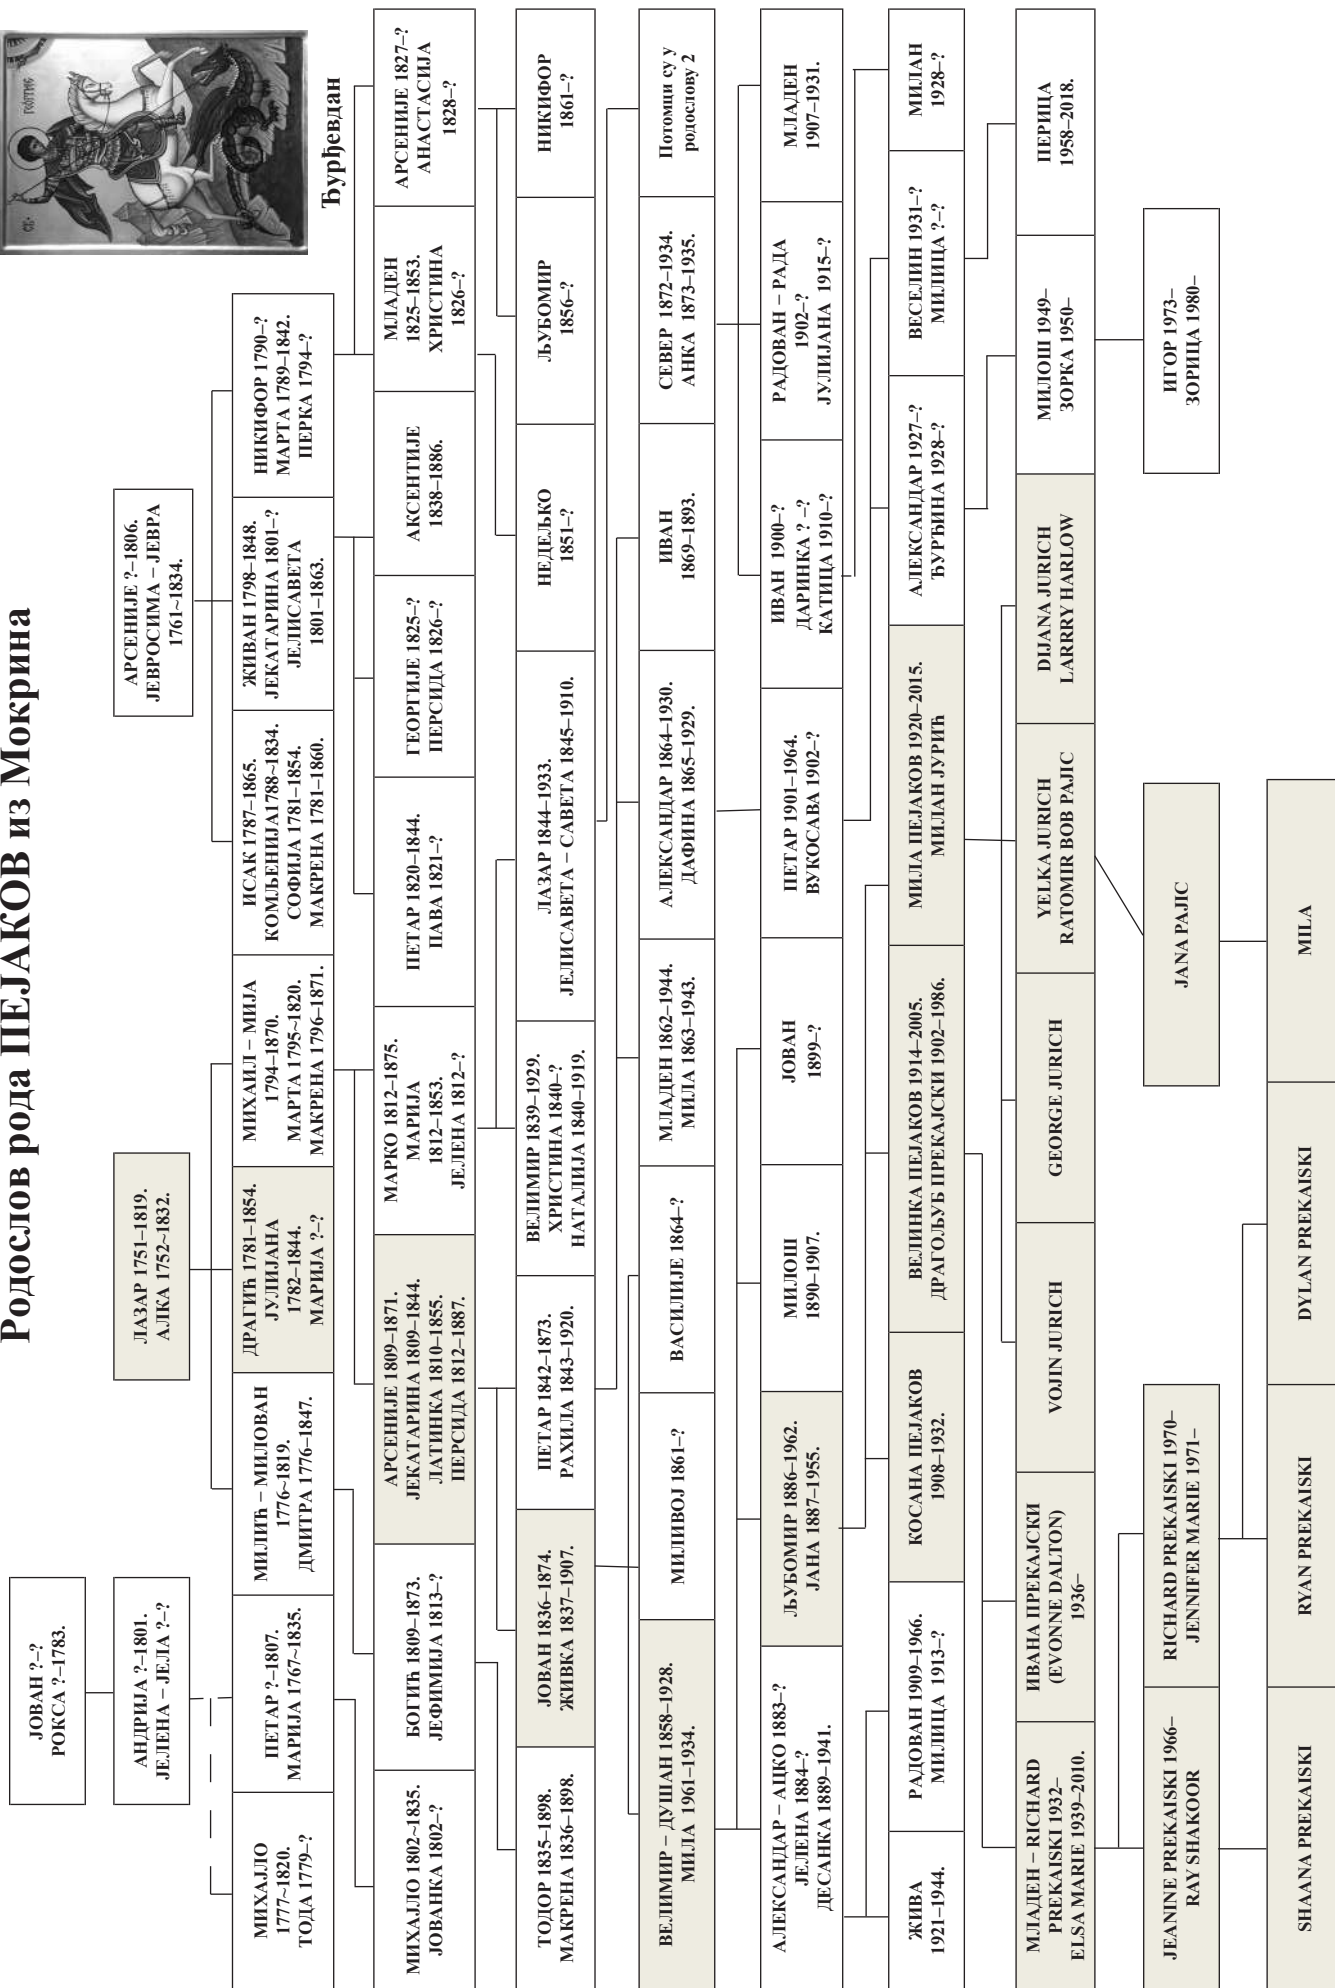 Родослов рода ПЕЈАКОВ из Мокрина
СВ.
ГЕОРГИЕ
Ђурђевдан
ЈОВАН ?–?
РОКСА ?–1783.
АНДРИЈА ?–1801.
ЈЕЛЕНА – ЈЕЛА ?–?
ЛАЗАР 1751–1819.
АЛКА 1752~1832.
АРСЕНИЈЕ ?–1806.
ЈЕВРОСИМА – ЈЕВРА
1761~1834.
МИХАЈЛО
1777~1820.
ТОДА 1779–?
ПЕТАР ?–1807.
МАРИЈА 1767~1835.
МИЛИЋ – МИЛОВАН
1776~1819.
ДМИТРА 1776–1847.
ДРАГИЋ 1781–1854.
ЈУЛИЈАНА
1782–1844.
МАРИЈА ?–?
МИХАИЛ – МИЈА
1794–1870.
МАРТА 1795~1820.
МАКРЕНА 1796–1871.
ИСАК 1787–1865.
КОМЉЕНИЈА1788~1834.
СОФИЈА 1781–1854.
МАКРЕНА 1781–1860.
ЖИВАН 1798–1848.
ЈЕКАТАРИНА 1801–?
ЈЕЛИСАВЕТА
1801–1863.
НИКИФОР 1790–?
МАРТА 1789–1842.
ПЕРКА 1794–?
МИХАЈЛО 1802~1835.
ЈОВАНКА 1802–?
БОГИЋ 1809–1873.
ЈЕФИМИЈА 1813–?
АРСЕНИЈЕ 1809–1871.
ЈЕКАТАРИНА 1809–1844.
ЛАТИНКА 1810–1855.
ПЕРСИДА 1812–1887.
МАРКО 1812–1875.
МАРИЈА
1812–1853.
ЈЕЛЕНА 1812–?
ПЕТАР 1820–1844.
ПАВА 1821–?
ГЕОРГИЈЕ 1825–?
ПЕРСИДА 1826–?
АКСЕНТИЈЕ
1838–1886.
МЛАДЕН
1825–1853.
ХРИСТИНА
1826–?
АРСЕНИЈЕ 1827–?
АНАСТАСИЈА
1828–?
ТОДОР 1835–1898.
МАКРЕНА 1836–1898.
ЈОВАН 1836–1874.
ЖИВКА 1837–1907.
ПЕТАР 1842–1873.
РАХИЛА 1843–1920.
ВЕЛИМИР 1839–1929.
ХРИСТИНА 1840–?
НАТАЛИЈА 1840–1919.
ЛАЗАР 1844–1933.
ЈЕЛИСАВЕТА – САВЕТА 1845–1910.
НЕДЕЉКО
1851–?
ЉУБОМИР
1856–?
НИКИФОР
1861–?
ВЕЛИМИР – ДУШАН 1858–1928.
МИЛА 1961–1934.
МИЛИВОЈ 1861–?
ВАСИЛИЈЕ 1864–?
МЛАДЕН 1862–1944.
МИЛА 1863–1943.
АЛЕКСАНДАР 1864–1930.
ДАФИНА 1865–1929.
ИВАН
1869–1893.
СЕВЕР 1872–1934.
АНКА 1873–1935.
Потомци су у
родослову 2
АЛЕКСАНДАР – АЦКО 1883–?
ЈЕЛЕНА 1884–?
ДЕСАНКА 1889–1941.
ЉУБОМИР 1886–1962.
ЈАНА 1887–1955.
МИЛОШ
1890–1907.
ЈОВАН
1899–?
ПЕТАР 1901–1964.
ВУКОСАВА 1902–?
ИВАН 1900–?
ДАРИНКА ? –?
КАТИЦА 1910–?
РАДОВАН – РАДА
1902–?
ЈУЛИЈАНА 1915–?
МЛАДЕН
1907–1931.
ЖИВА
1921–1944.
РАДОВАН 1909–1966.
МИЛИЦА 1913–?
КОСАНА ПЕЈАКОВ
1908–1932.
ВЕЛИНКА ПЕЈАКОВ 1914–2005.
ДРАГОЉУБ ПРЕКАЈСКИ 1902–1986.
МИЛА ПЕЈАКОВ 1920–2015.
МИЛАН ЈУРИЋ
АЛЕКСАНДАР 1927–?
ЂУРЂИНА 1928–?
ВЕСЕЛИН 1931–?
МИЛИЦА ?–?
МИЛАН
1928–?
МЛАДЕН – RICHARD
PREKAISKI 1932–
ELSA MARIE 1939–2010.
ИВАНА ПРЕКАЈСКИ
(EVONNE DALTON)
1936–
VOJIN JURICH
GEORGE JURICH
YELKA JURICH
RATOMIR BOB PAJIC
DIJANA JURICH
LARRRY HARLOW
МИЛОШ 1949–
ЗОРКА 1950–
ПЕРИЦА
1958–2018.
JEANINE PREKAISKI 1966–
RAY SHAKOOR
RICHARD PREKAISKI 1970–
JENNIFER MARIE 1971–
JANA PAJIC
ИГОР 1973–
ЗОРИЦА 1980–
SHAANA PREKAISKI
RYAN PREKAISKI
DYLAN PREKAISKI
MILA